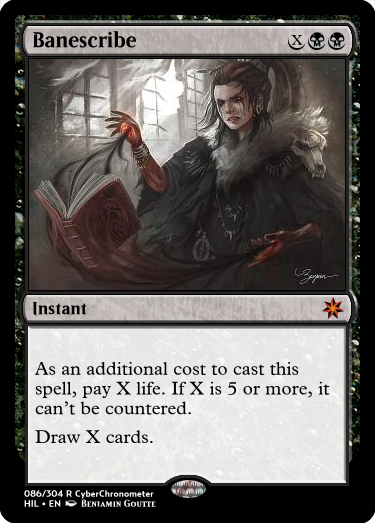 Banescribe X
Instant
As an additional cost to cast this
spell, pay X life. If X is 5 or more, it
can't be countered.
Draw X cards.
086/304 R CyberChronometer
HIL • EN Benjamin Goutte